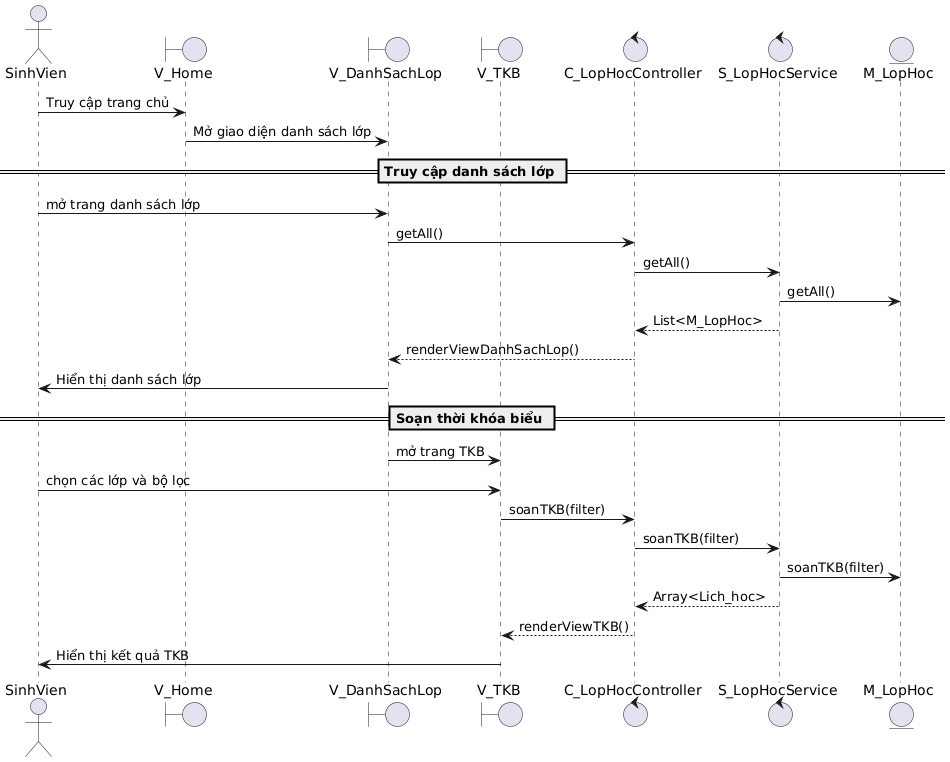 SinhVien
V_Home
V_DanhSachLop
V_TKB
C_LopHocController
S_LopHocService
M_LopHoc
Truy cập trang chủ
Mở giao diện danh sách lớp
Truy cập danh sách lớp
mở trang danh sách lớp
getAll()
getAll()
getAll()
List<M_LopHoc>
renderViewDanhSachLop()
Hiển thị danh sách lớp
Soạn thời khóa biểu
mở trang TKB
chọn các lớp và bộ lọc
soanTKB(filter)
soanTKB(filter)
soanTKB(filter)
Array<Lich_hoc>
renderViewTKB()
Hiển thị kết quả TKB
SinhVien
V_Home
V_DanhSachLop
V_TKB
C_LopHocController
S_LopHocService
M_LopHoc